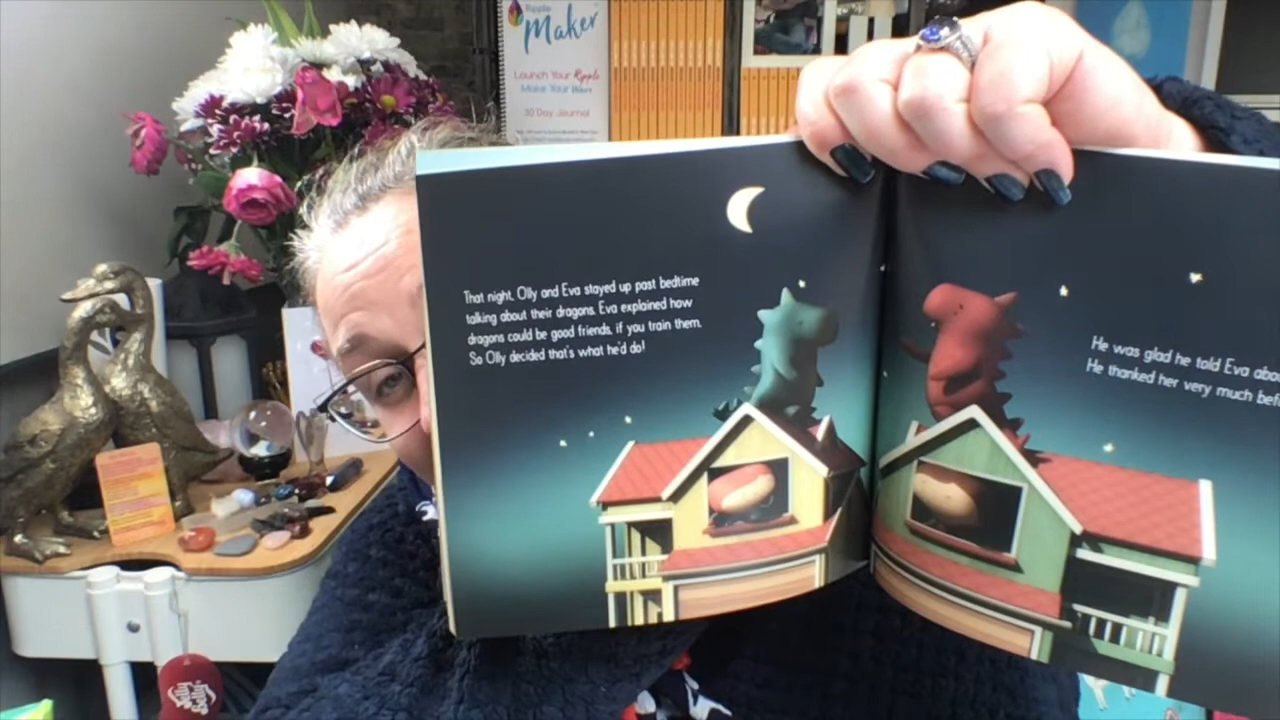 Ripple
Maker
Launch Your Ripple
Make Your Wave
30 Day Journal
That night, Olly and Eva stayed up past bedtime
talking about their dragons. Eva explained how
dragons could be good friends, if you train them.
So Olly decided that's what he'd do!
He was glad he told Eva abo
He thanked her very much bef